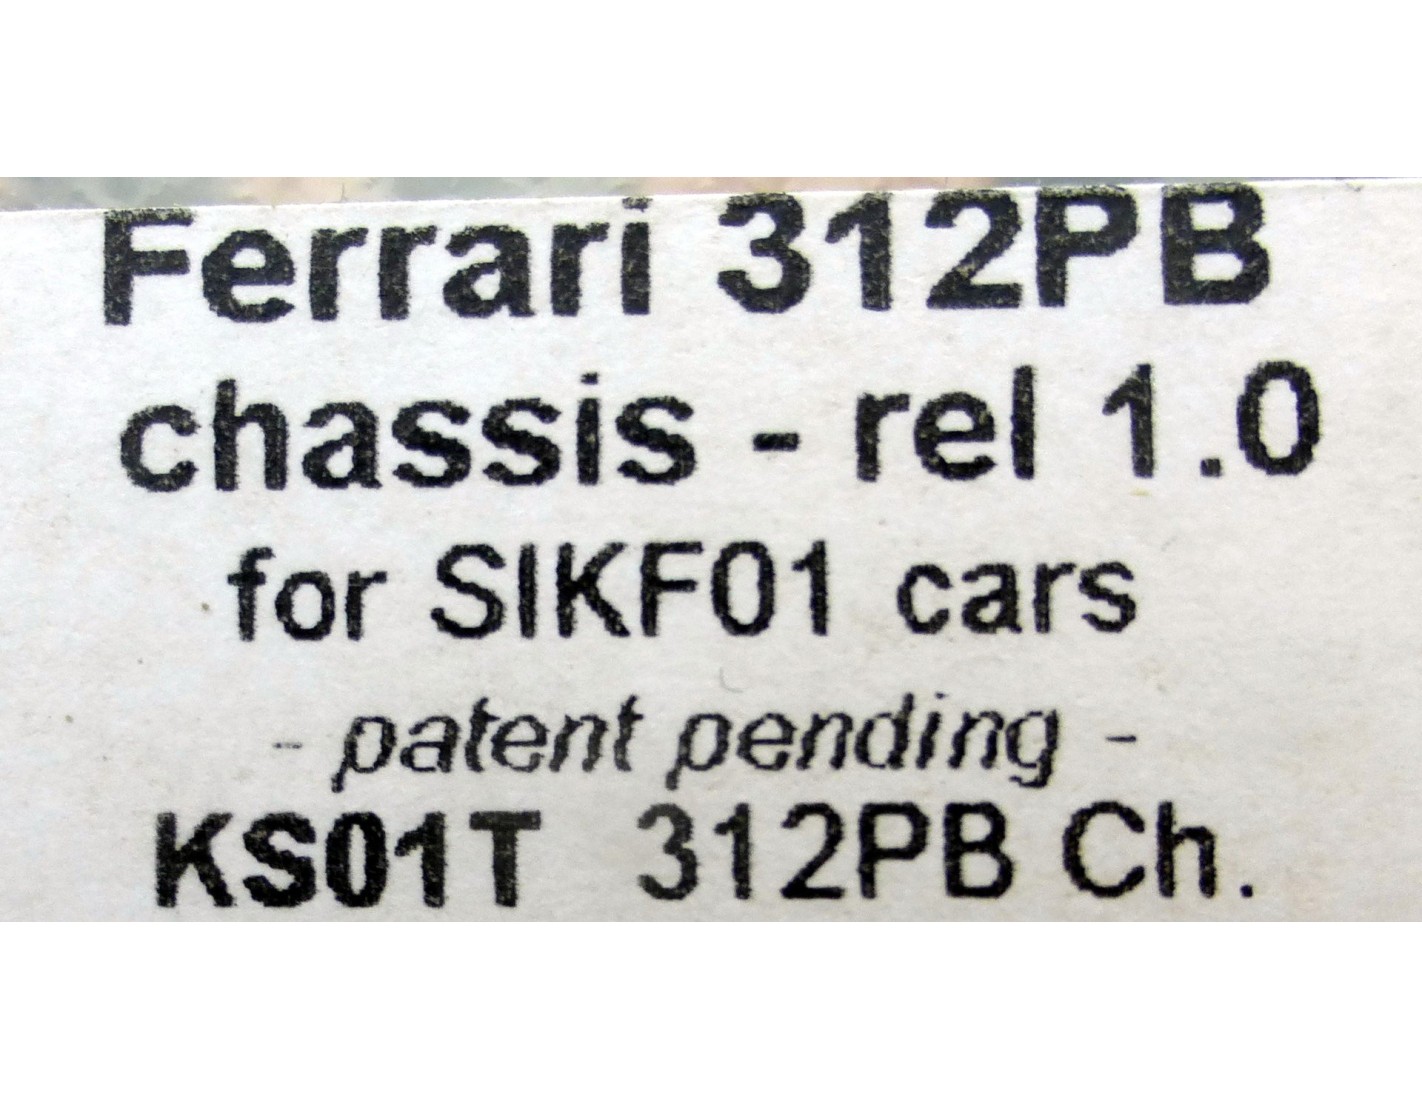 Ferrari 312PB
chassis - rel 1.0
for SIKF01 cars
- patent pending -
KS01T 312PB Ch.